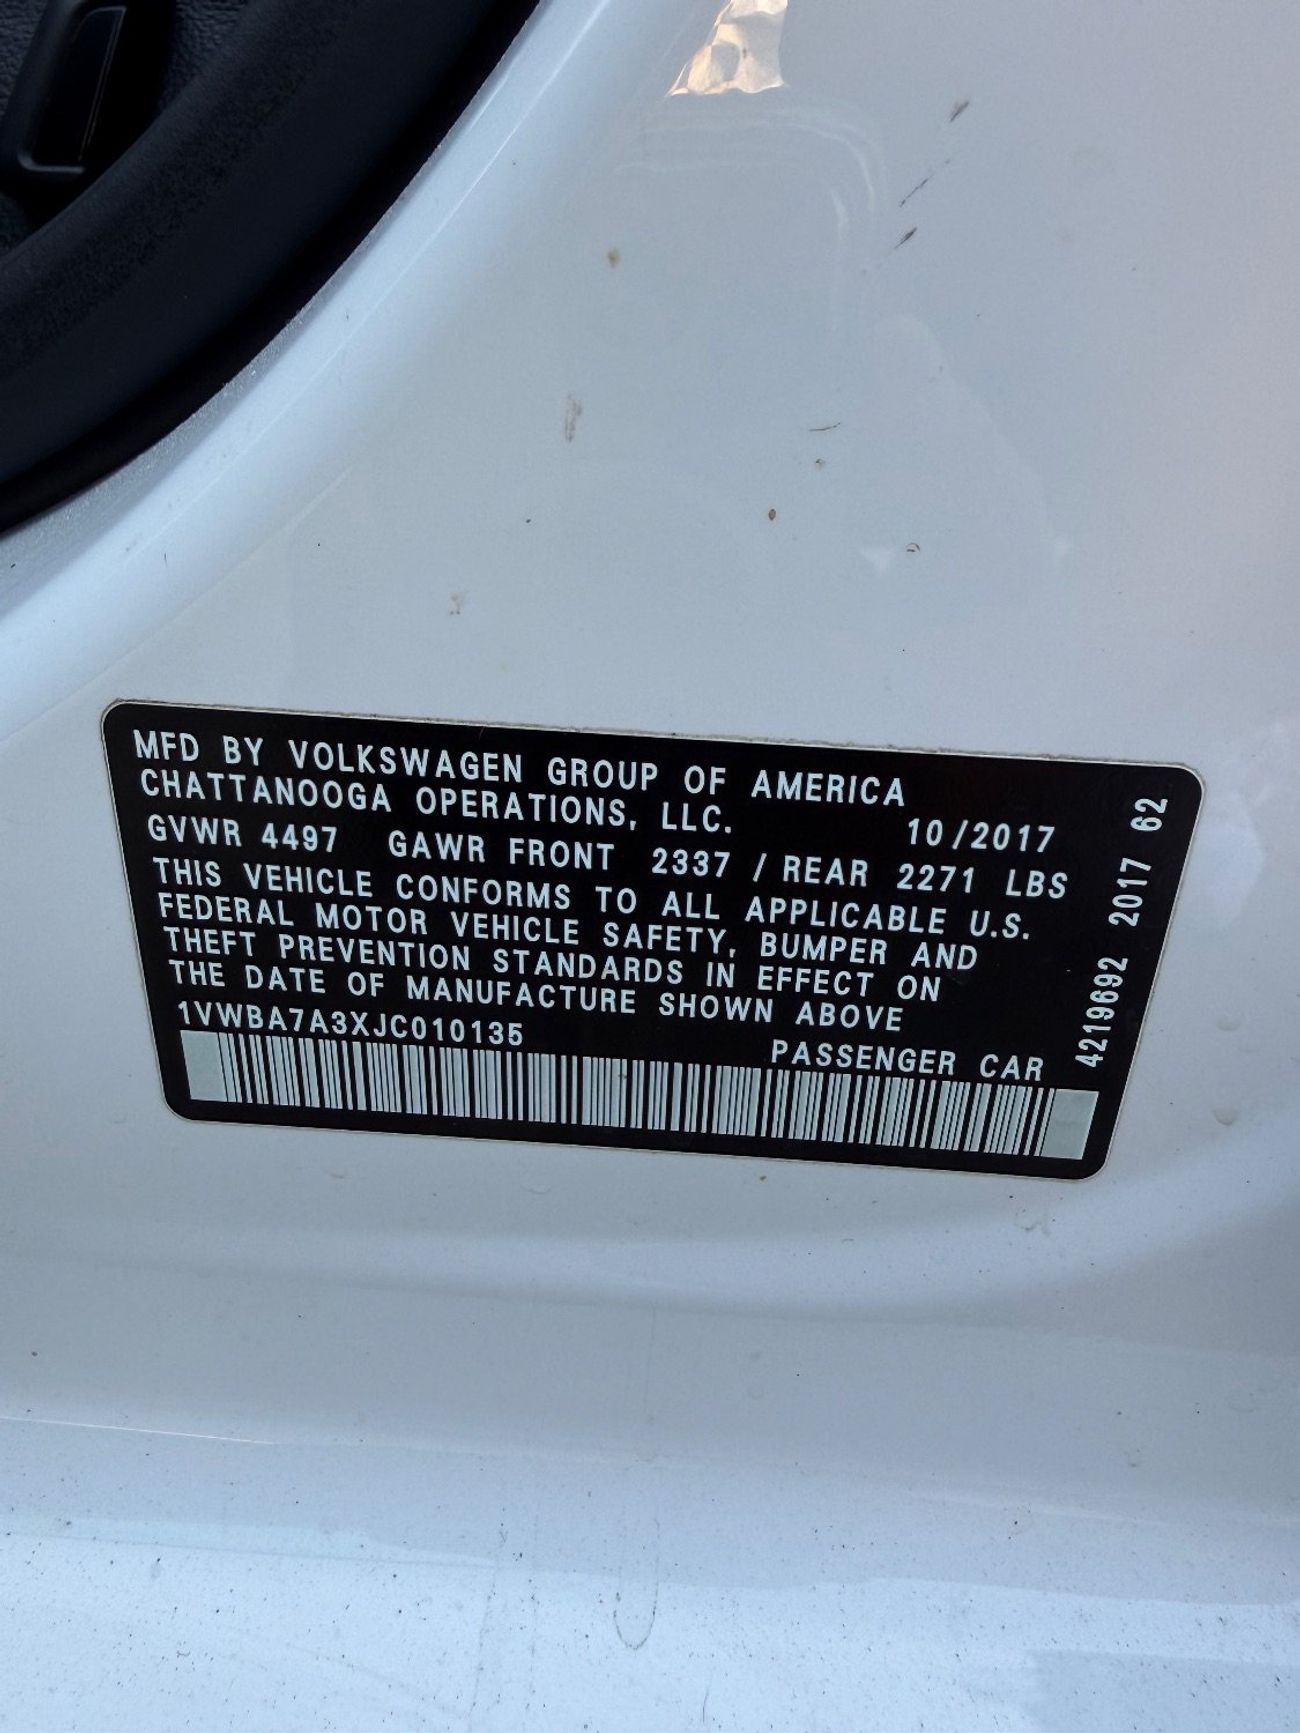 MFD BY VOLKSWAGEN GROUP OF AMERICA
CHATTANOOGA OPERATIONS, LLC. 10/2017
GVWR 4497 GAWR FRONT 2337 / REAR 2271 LBS
THIS VEHICLE CONFORMS TO ALL APPLICABLE U.S.
FEDERAL MOTOR VEHICLE SAFETY, BUMPER AND
THEFT PREVENTION STANDARDS IN EFFECT ON
THE DATE OF MANUFACTURE SHOWN ABOVE
1VWBA7A3XJC010135 PASSENGER CAR
4219692 2017 62